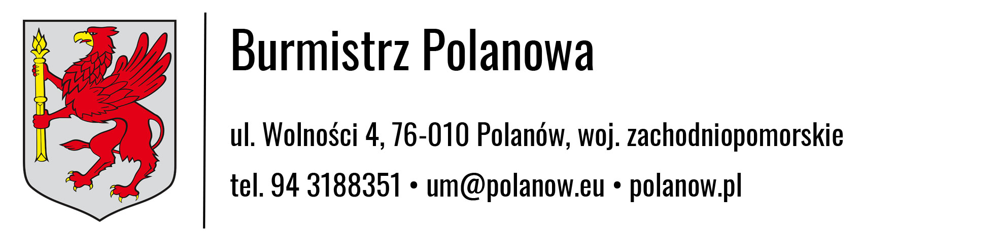 Burmistrz Polanowa
ul. Wolności 4, 76-010 Polanów, woj. zachodniopomorskie
tel. 94 3188351 • um@polanow.eu • polanow.pl